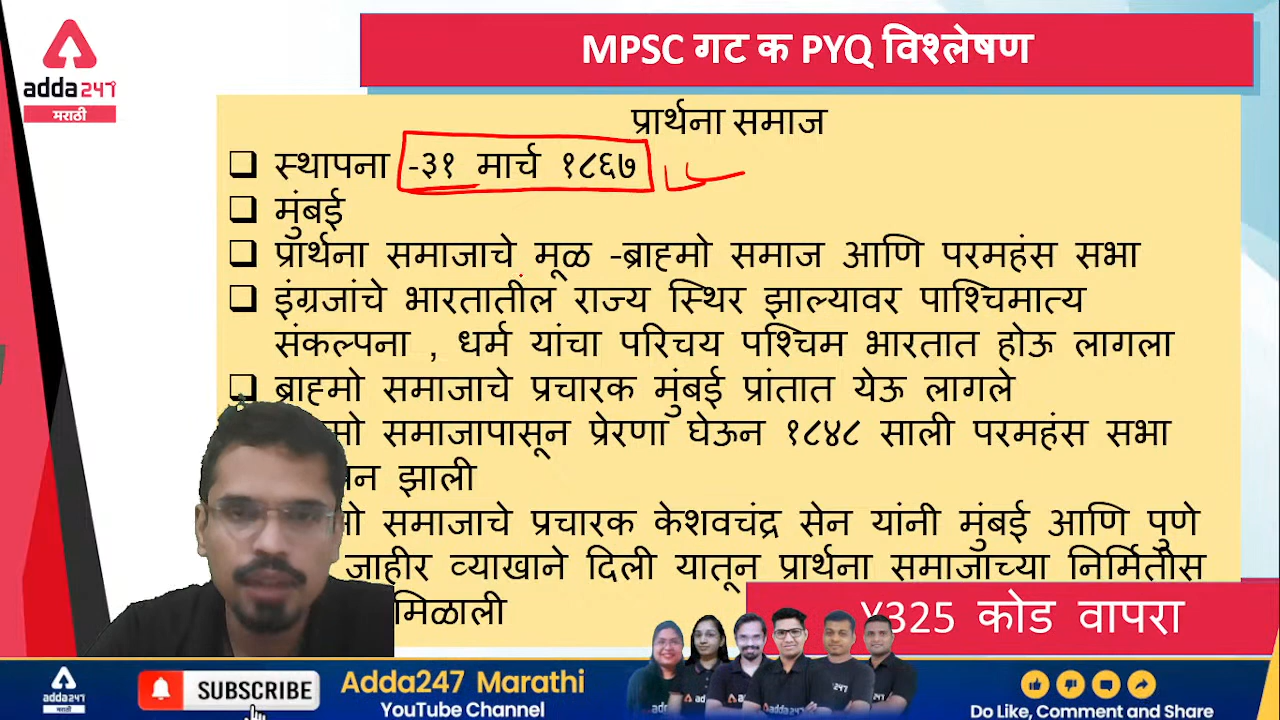 adda247
मराठी
MPSC गट क PYQ विश्लेषण
प्रार्थना समाज
स्थापना -३१ मार्च १८६७
मुंबई
प्रार्थना समाजाचे मूळ -ब्राह्मो समाज आणि परमहंस सभा
इंग्रजांचे भारतातील राज्य स्थिर झाल्यावर पाश्चिमात्य
संकल्पना , धर्म यांचा परिचय पश्चिम भारतात होऊ लागला
ब्राह्मो समाजाचे प्रचारक मुंबई प्रांतात येऊ लागले
मो समाजापासून प्रेरणा घेऊन १८४८ साली परमहंस सभा
न झाली
मो समाजाचे प्रचारक केशवचंद्र सेन यांनी मुंबई आणि पुणे
जाहीर व्याख्याने दिली यातून प्रार्थना समाजाच्या निर्मितीस
मिळाली
Y325 कोड वापरा
adda247
मराठी
SUBSCRIBE
Adda247 Marathi
YouTube Channel
Do Like, Comment and Share